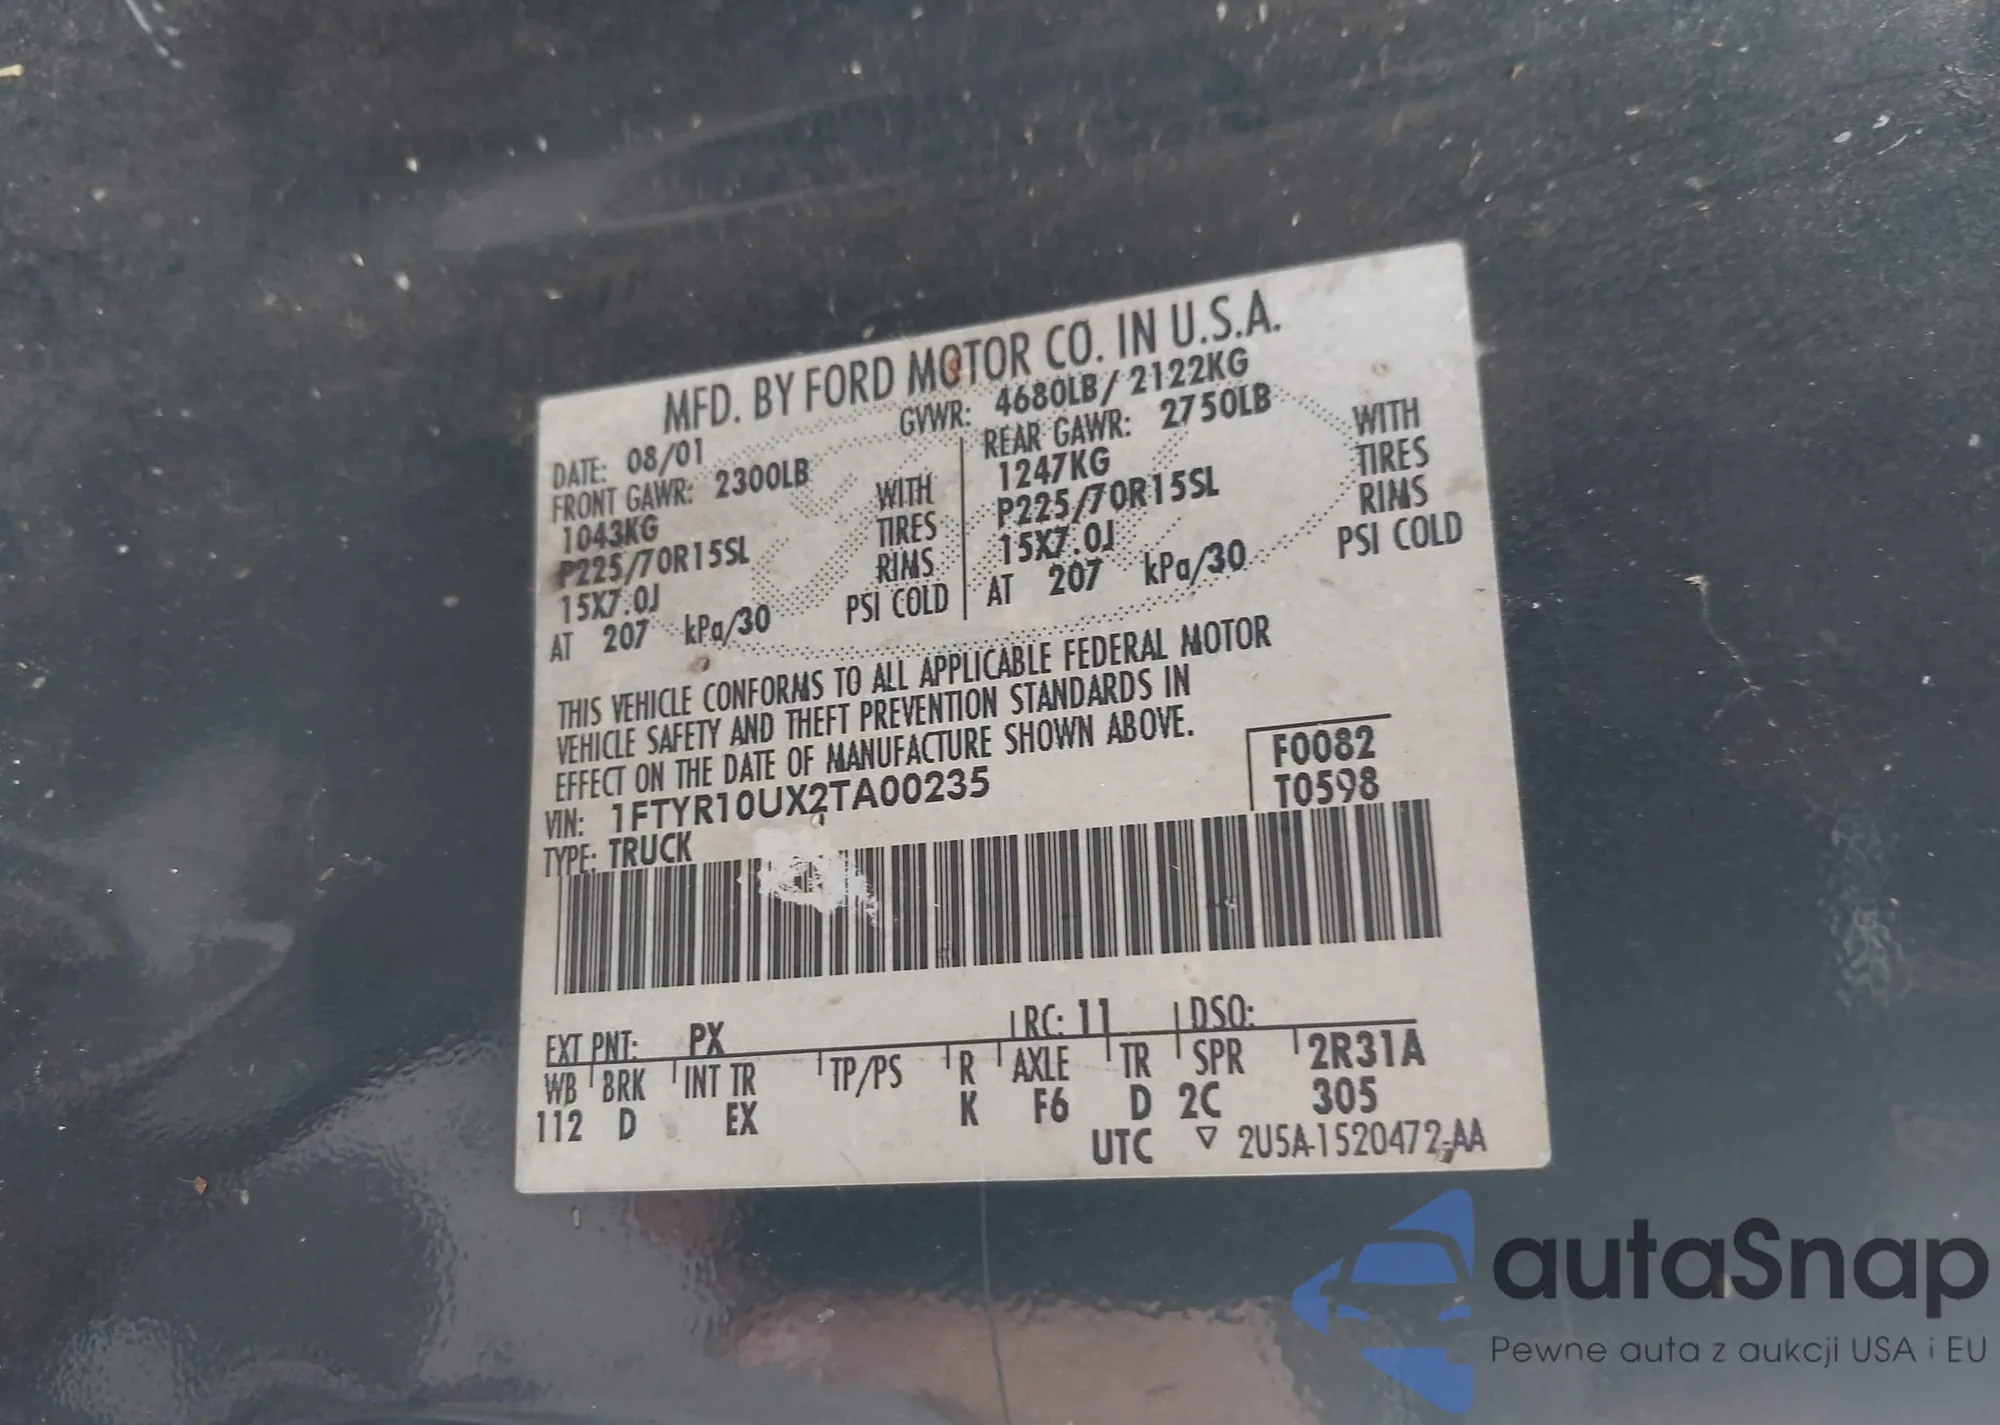 MFD. BY FORD MOTOR CO. IN U.S.A.
DATE: 08/01 GVWR: 4680LB/ 2122KG
FRONT GAWR: 2300LB REAR GAWR: 2750LB
1043KG WITH 1247KG WITH
P225/70R15SL TIRES P225/70R15SL TIRES
15X7.0J RIMS 15X7.0J RIMS
AT 207 kPa/30 PSI COLD AT 207 kPa/30 PSI COLD
THIS VEHICLE CONFORMS TO ALL APPLICABLE FEDERAL MOTOR
VEHICLE SAFETY AND THEFT PREVENTION STANDARDS IN
EFFECT ON THE DATE OF MANUFACTURE SHOWN ABOVE.
VIN: 1FTYR10UX2TA00235 F0082
TYPE: TRUCK T0598
EXT PNT: PX RC: 11 DSO:
WB BRK INT TR TP/PS R AXLE TR SPR 2R31A
112 D EX K F6 D 2C 305
UTC ▽ 2U5A-1520472-AA
autaSnap
Pewne auta z aukcji USA i EU